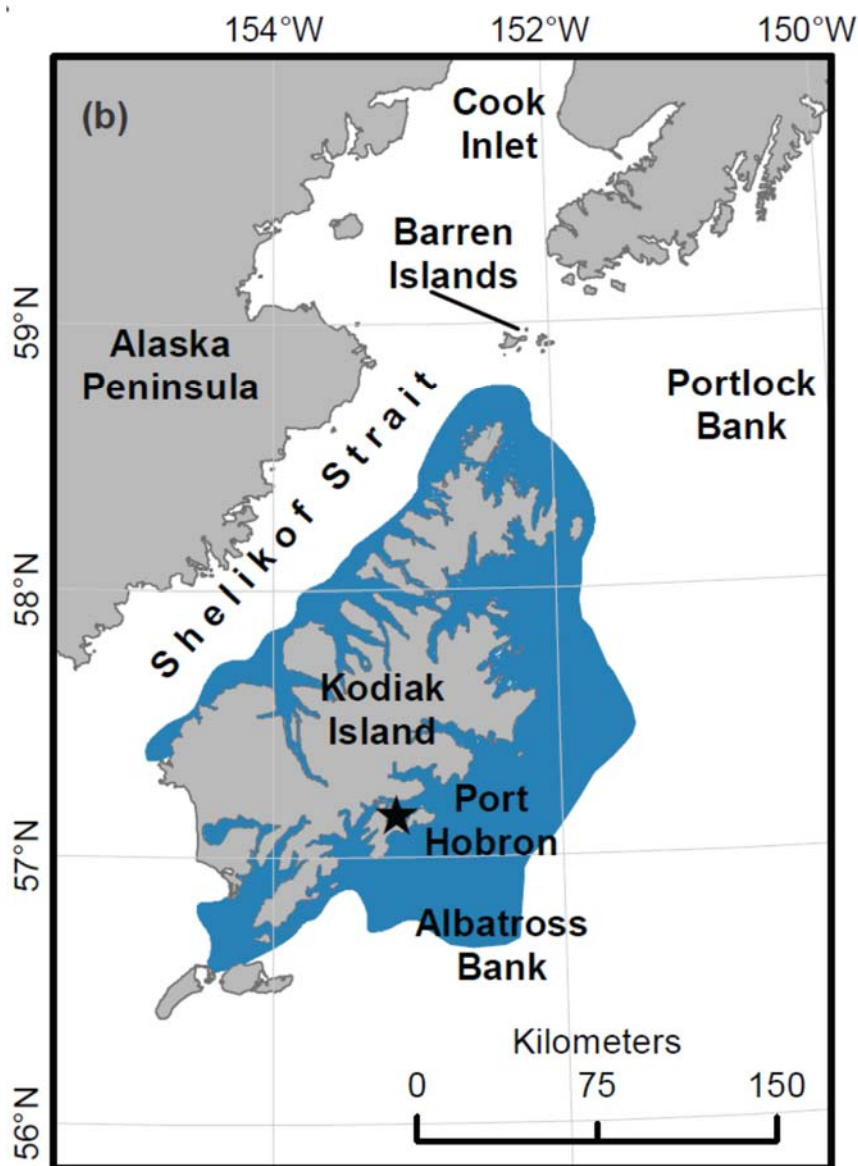 154°W 152°W 150°W
(b)
Cook
Inlet
Barren
Islands
59°N
Alaska
Peninsula
Portlock
Bank
Shelikof Strait
58°N
Kodiak
Island
Port
Hobron
57°N
Albatross
Bank
Kilometers
0 75 150
56°N